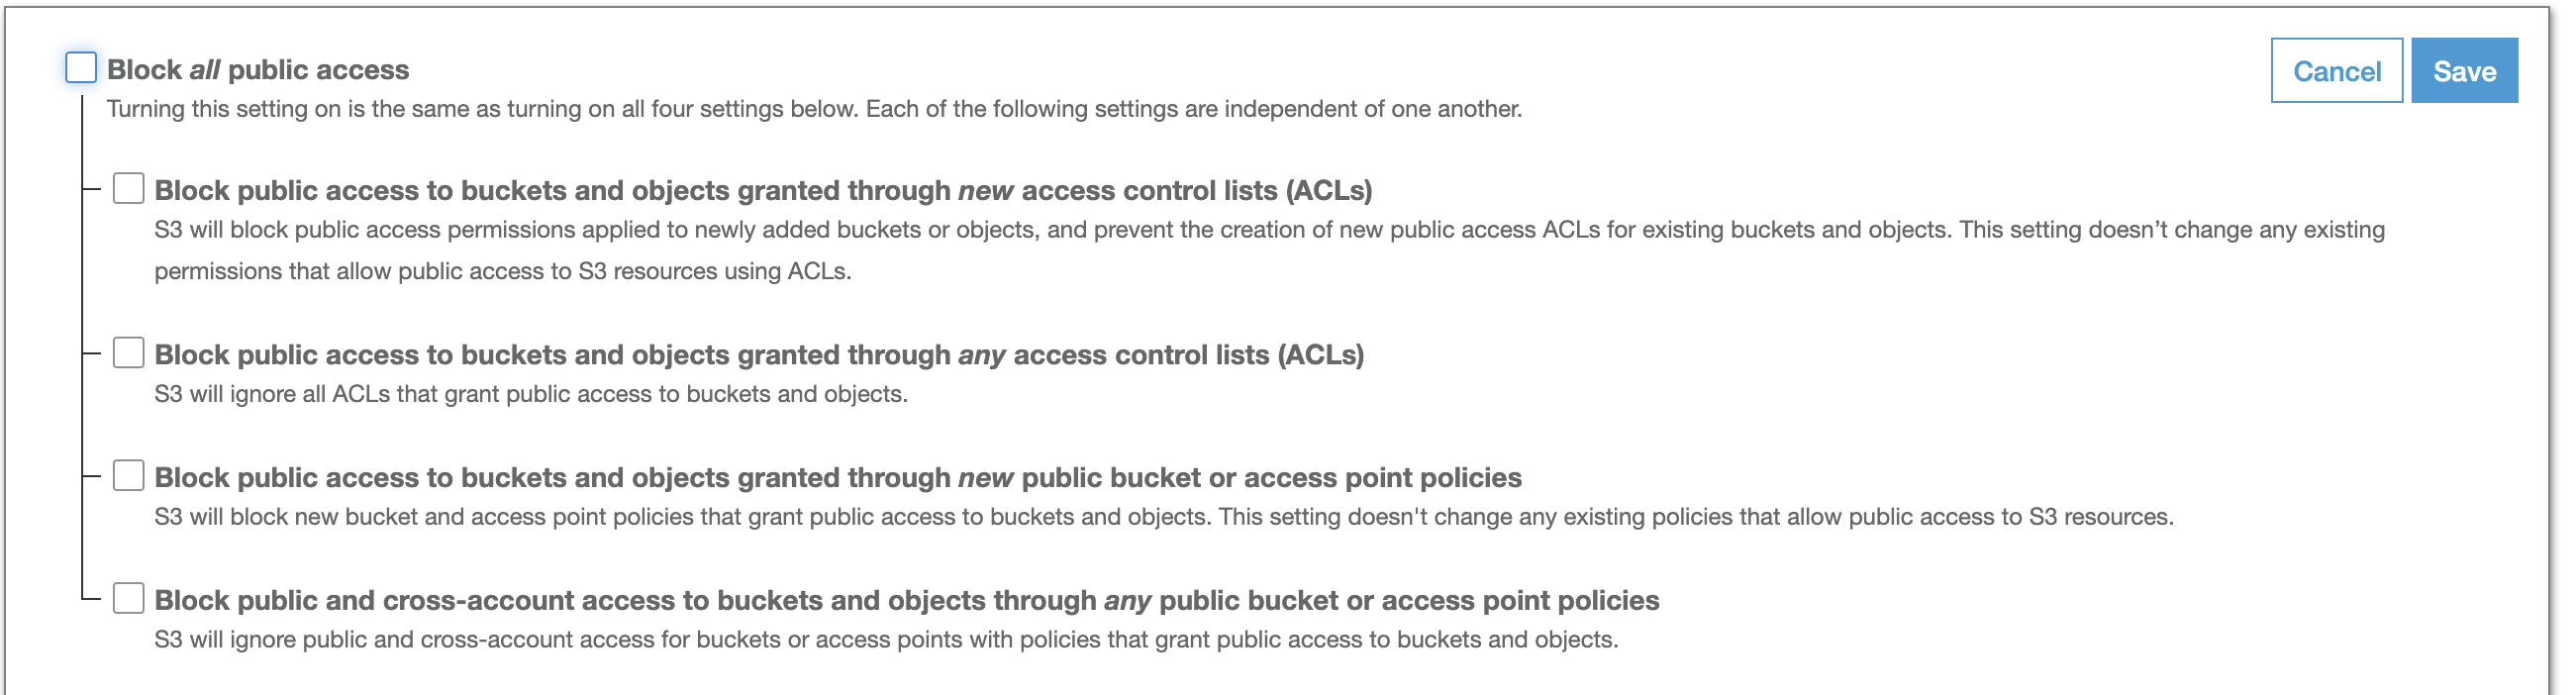 Block all public access
Cancel
Save
Turning this setting on is the same as turning on all four settings below. Each of the following settings are independent of one another.
Block public access to buckets and objects granted through new access control lists (ACLs)
S3 will block public access permissions applied to newly added buckets or objects, and prevent the creation of new public access ACLs for existing buckets and objects. This setting doesn’t change any existing
permissions that allow public access to S3 resources using ACLs.
Block public access to buckets and objects granted through any access control lists (ACLs)
S3 will ignore all ACLs that grant public access to buckets and objects.
Block public access to buckets and objects granted through new public bucket or access point policies
S3 will block new bucket and access point policies that grant public access to buckets and objects. This setting doesn't change any existing policies that allow public access to S3 resources.
Block public and cross-account access to buckets and objects through any public bucket or access point policies
S3 will ignore public and cross-account access for buckets or access points with policies that grant public access to buckets and objects.